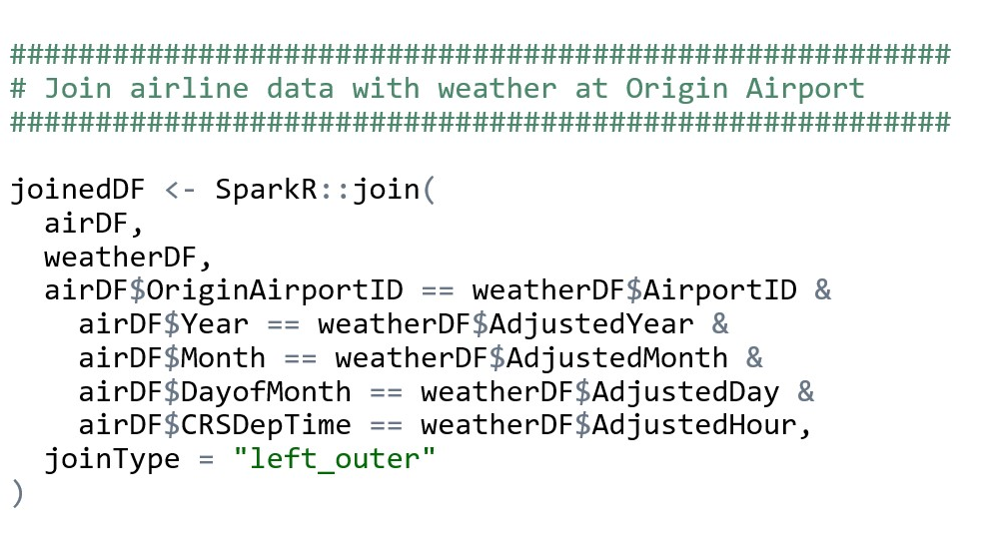 #######################################################
# Join airline data with weather at Origin Airport
#######################################################
joinedDF <- SparkR::join(
  airDF,
  weatherDF,
  airDF$OriginAirportID == weatherDF$AirportID &
    airDF$Year == weatherDF$AdjustedYear &
    airDF$Month == weatherDF$AdjustedMonth &
    airDF$DayofMonth == weatherDF$AdjustedDay &
    airDF$CRSDepTime == weatherDF$AdjustedHour,
  joinType = "left_outer"
)